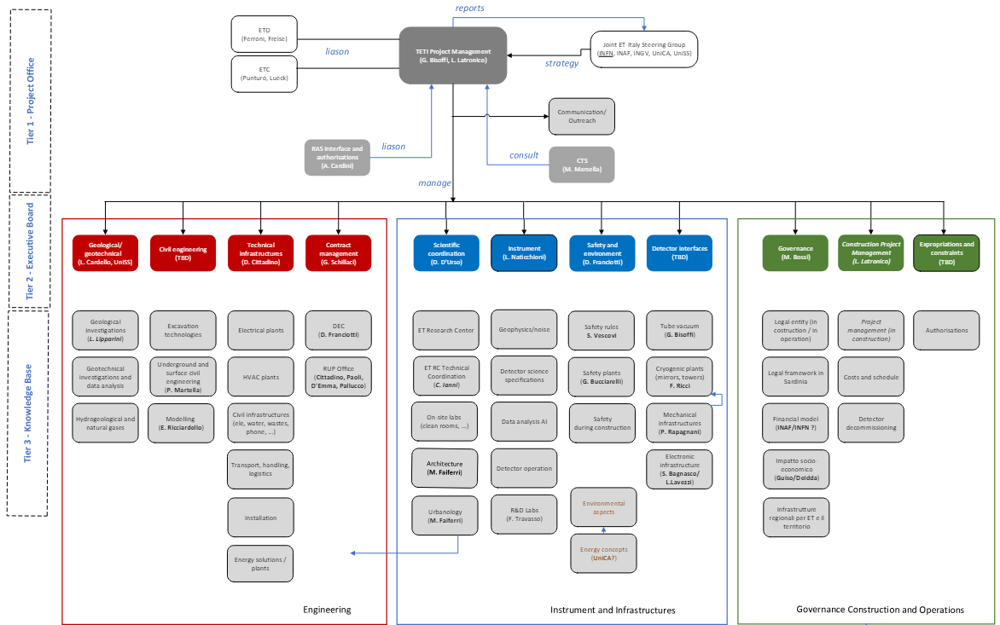 Tier 1 - Project Office
ETO
(Ferroni, Freise)
ETC
(Punturo, Lueck)
liason
reports
TETI Project Management
(G. Bisoffi, L. Latronico)
Joint ET-Italy Steering Group
(INFN, INAF, INGV, UniCA, UniSS)
strategy
Communication/
Outreach
RAS Interface and
authorisations
(A. Cardini)
liason
consult
CTS
(M. Marsella)
manage
Tier 2 - Executive Board
Geological/
geotechnical
(L. Cardello, UniSS)
Civil engineering
(TBD)
Technical
infrastructures
(D. Cittadino)
Contract
management
(G. Schillaci)
Scientific
coordination
(D. D'Urso)
Instrument
(L. Naticchioni)
Safety and
environment
(D. Franciotti)
Detector interfaces
(TBD)
Governance
(M. Bossi)
Construction Project
Management
(L. Latronico)
Expropriations and
constraints
(TBD)
Tier 3 - Knowledge Base
Geological
investigations
(L. Lipparini)
Geotechnical
investigations and
data analysis
Hydrogeological and
natural gases
Excavation
technologies
Underground and
surface civil
engineering
(P. Martella)
Modelling
(E. Ricciardello)
Electrical plants
HVAC plants
Civil infrastructures
(ele, water, wastes,
phone, ...)
Transport, handling,
logistics
Installation
Energy solutions /
plants
DEC
(D. Franciotti)
RUP Office
(Cittadino, Paoli,
D'Emma, Pallucco)
Engineering
ET Research Center
ET RC Technical
Coordination
(C. Ianni)
On-site labs
(clean rooms, ...)
Architecture
(M. Faiferri)
Urbanology
(M. Faiferri)
Geophysics/noise
Detector science
specifications
Data analysis AI
Detector operation
R&D Labs
(F. Travasso)
Safety rules
S. Vescovi
Safety plants
(G. Bucciarelli)
Safety
during construction
Environmental
aspects
Energy concepts
(UniCA?)
Tube vacuum
(G. Bisoffi)
Cryogenic plants
(mirrors, towers)
F. Ricci
Mechanical
infrastructures
(P. Rapagnani)
Electronic
infrastructure
(S. Bagnasco/
L.Lavezzi)
Instrument and Infrastructures
Legal entity (in
costruction / in
operation)
Legal framework in
Sardinia
Financial model
(INAF/INFN ?)
Impatto socio-
economico
(Guiso/Deidda)
Infrastrutture
regionali per ET e il
territorio
Project
management (in
construction)
Costs and schedule
Detector
decommissioning
Authorisations
Governance Construction and Operations